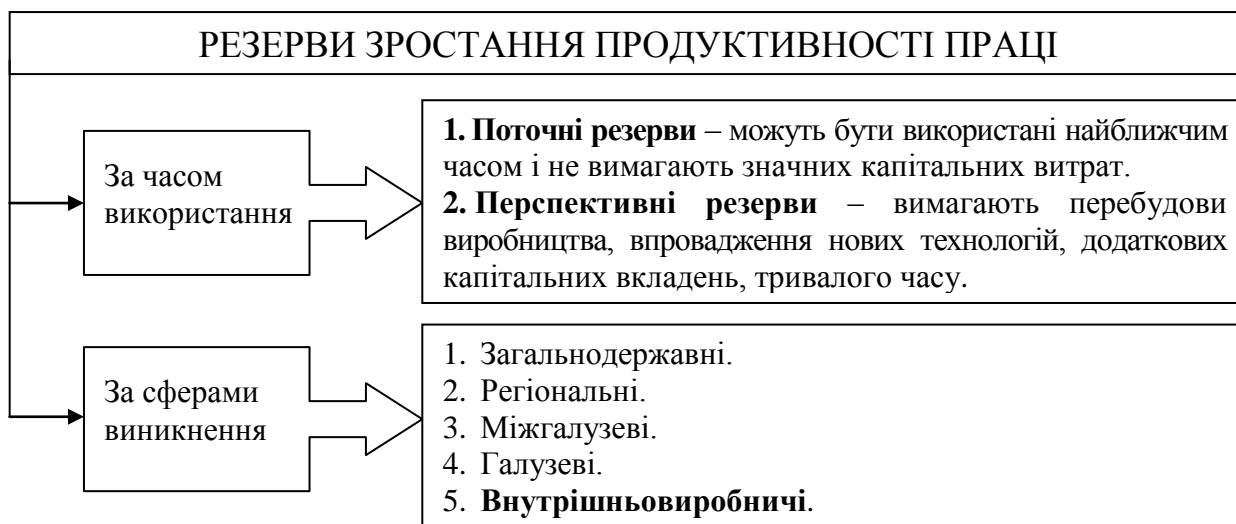 РЕЗЕРВИ ЗРОСТАННЯ ПРОДУКТИВНОСТІ ПРАЦІ
За часом
використання
1. Поточні резерви – можуть бути використані найближчим
часом і не вимагають значних капітальних витрат.
2. Перспективні резерви – вимагають перебудови
виробництва, впровадження нових технологій, додаткових
капітальних вкладень, тривалого часу.
За сферами
виникнення
1. Загальнодержавні.
2. Регіональні.
3. Міжгалузеві.
4. Галузеві.
5. Внутрішньовиробничі.